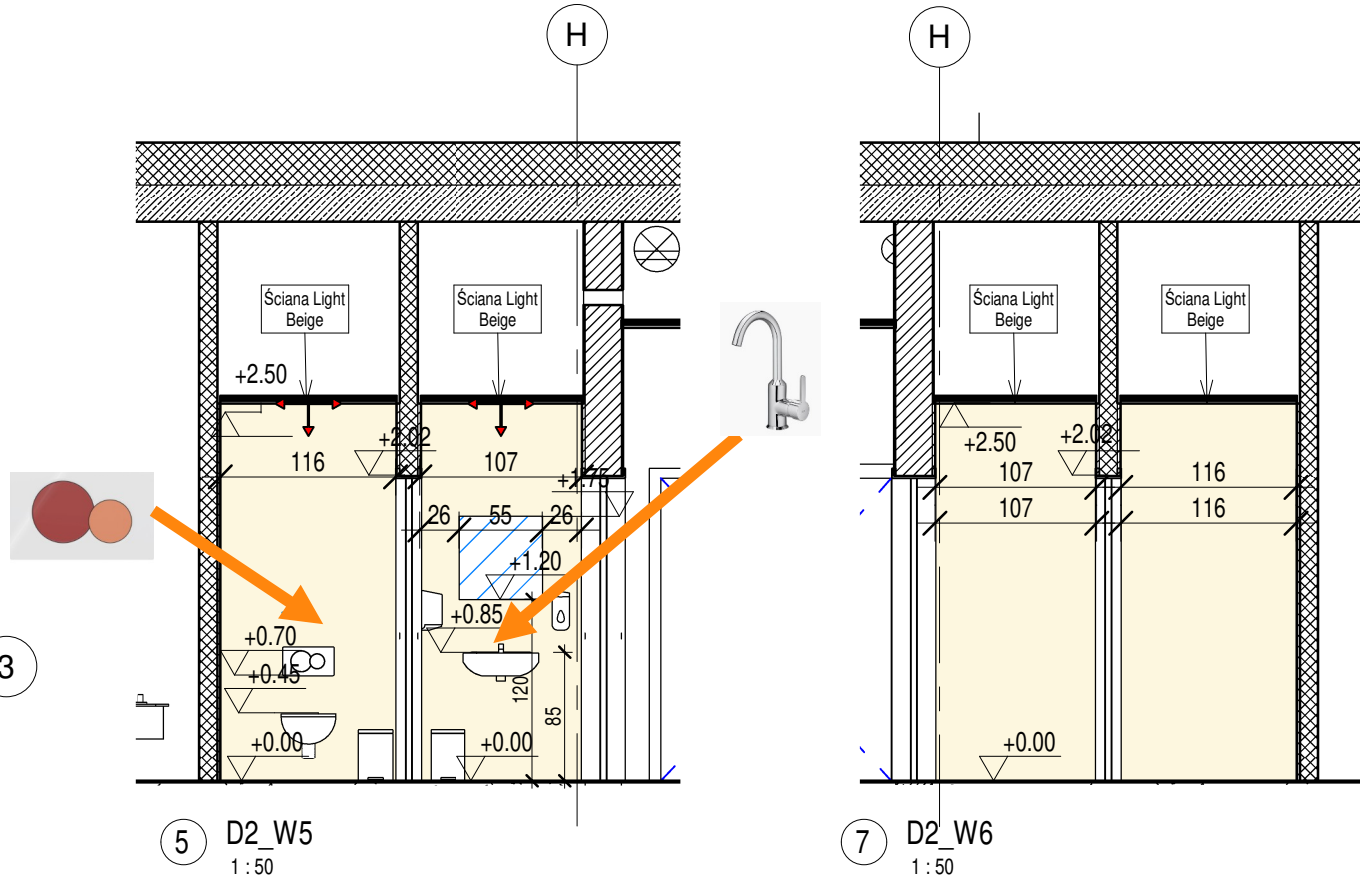 H
H
Ściana Light
Beige
Ściana Light
Beige
Ściana Light
Beige
Ściana Light
Beige
+2.50
+2.02
+2.50
+2.02
116
107
107
116
+1.75
107
116
26
55
26
+1.20
+0.85
+0.70
+0.45
120
85
+0.00
+0.00
+0.00
3
5
D2_W5
1 : 50
7
D2_W6
1 : 50